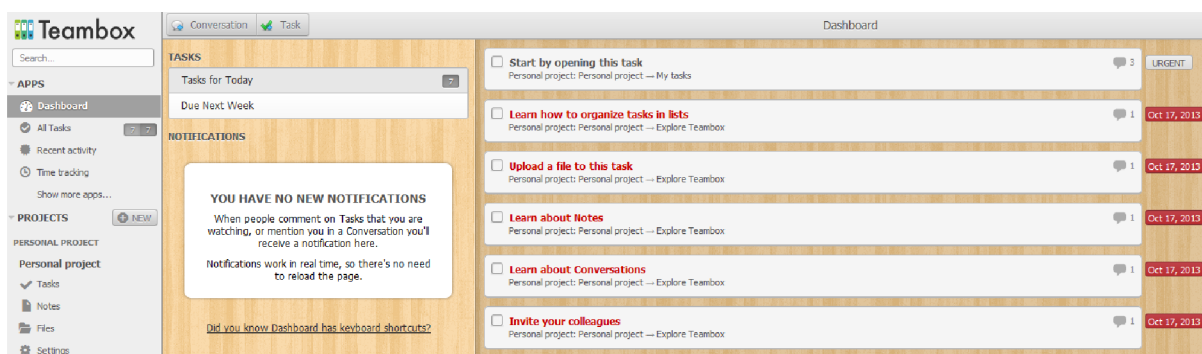 Teambox
Search...
APPS
Dashboard
All Tasks 7 7
Recent activity
Time tracking
Show more apps...
PROJECTS NEW
PERSONAL PROJECT
Personal project
Tasks
Notes
Files
Settings
Conversation Task
Dashboard
TASKS
Tasks for Today 7
Due Next Week
NOTIFICATIONS
YOU HAVE NO NEW NOTIFICATIONS
When people comment on Tasks that you are
watching, or mention you in a Conversation you'll
receive a notification here.
Notifications work in real time, so there's no need
to reload the page.
Did you know Dashboard has keyboard shortcuts?
Start by opening this task 3 URGENT
Personal project: Personal project → My tasks
Learn how to organize tasks in lists 1 Oct 17, 2013
Personal project: Personal project → Explore Teambox
Upload a file to this task 1 Oct 17, 2013
Personal project: Personal project → Explore Teambox
Learn about Notes 1 Oct 17, 2013
Personal project: Personal project → Explore Teambox
Learn about Conversations 1 Oct 17, 2013
Personal project: Personal project → Explore Teambox
Invite your colleagues 1 Oct 17, 2013
Personal project: Personal project → Explore Teambox